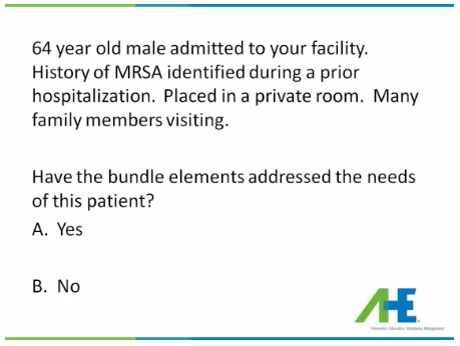 64 year old male admitted to your facility.
History of MRSA identified during a prior
hospitalization.  Placed in a private room.  Many
family members visiting.
Have the bundle elements addressed the needs
of this patient?
A.  Yes
B.  No
AHE